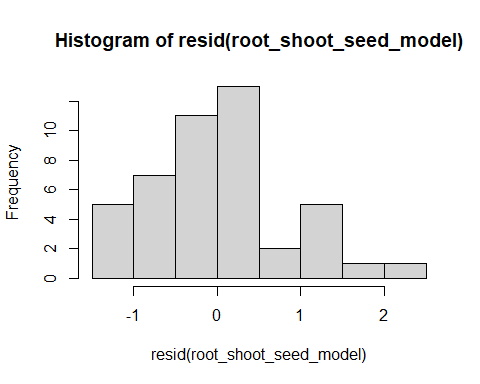 Histogram of resid(root_shoot_seed_model)
Frequency
10
8
6
4
2
0
-1 0 1 2
resid(root_shoot_seed_model)